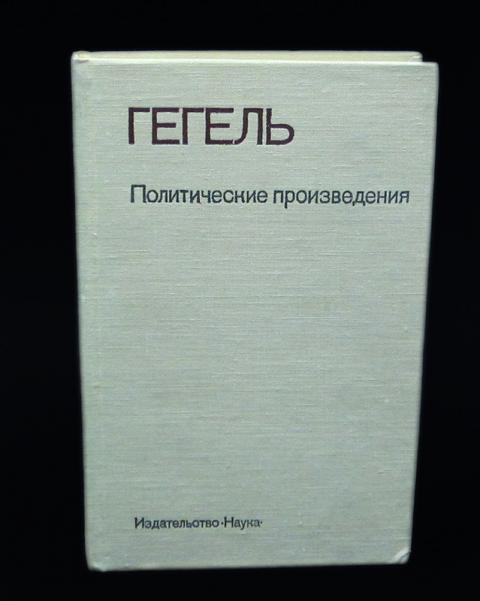 ГЕГЕЛЬ
Политические произведения
Издательство·Наука·